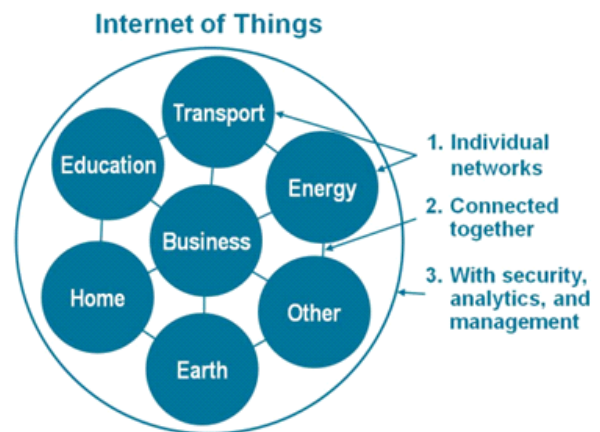 Internet of Things
Transport
Education
Energy
Business
Home
Other
Earth
1. Individual
networks
2. Connected
together
3. With security,
analytics, and
management